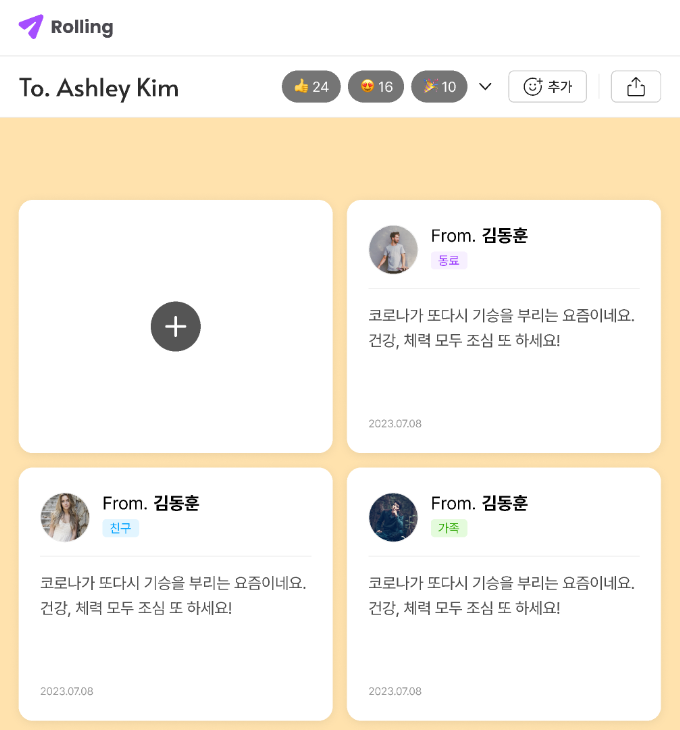 Rolling
To. Ashley Kim
👍 24 😍 16 🎉 10 추가
From. 김동훈
동료
코로나가 또다시 기승을 부리는 요즘이네요.
건강, 체력 모두 조심 또 하세요!
2023.07.08
From. 김동훈
친구
코로나가 또다시 기승을 부리는 요즘이네요.
건강, 체력 모두 조심 또 하세요!
2023.07.08
From. 김동훈
가족
코로나가 또다시 기승을 부리는 요즘이네요.
건강, 체력 모두 조심 또 하세요!
2023.07.08